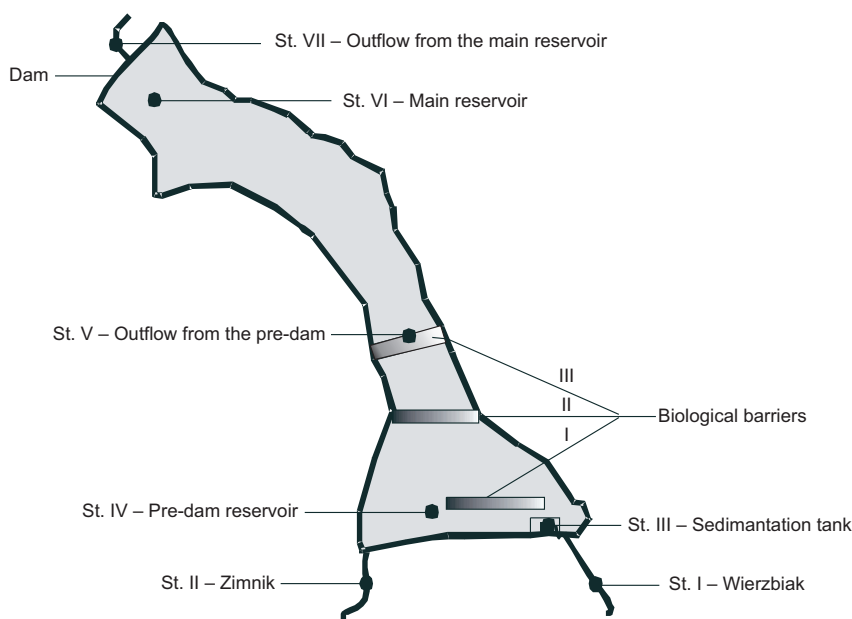 St. VII – Outflow from the main reservoir
Dam
St. VI – Main reservoir
St. V – Outflow from the pre-dam
III
II
Biological barriers
I
St. IV – Pre-dam reservoir
St. III – Sedimantation tank
St. II – Zimnik
St. I – Wierzbiak